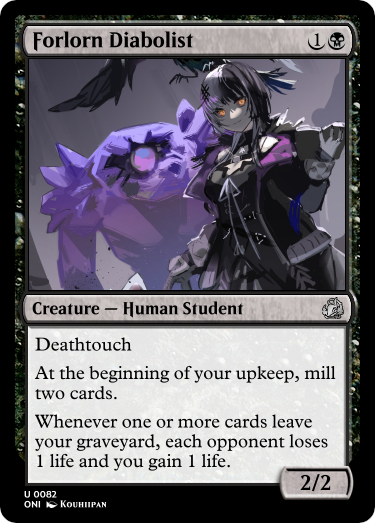 Forlorn Diabolist 1
Creature — Human Student
Deathtouch
At the beginning of your upkeep, mill
two cards.
Whenever one or more cards leave
your graveyard, each opponent loses
1 life and you gain 1 life.
2/2
U 0082
ONI KOUHIIPAN